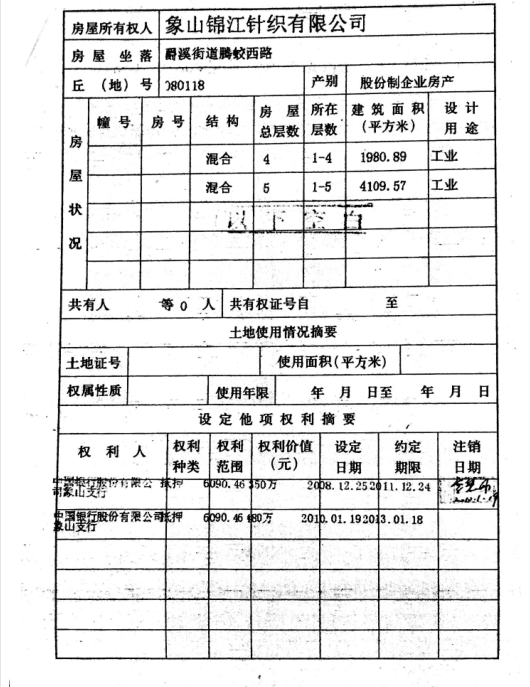 房屋所有权人 象山锦江针织有限公司
房屋坐落 爵溪街道腾蛟西路
丘(地)号 080118 产别 股份制企业房产
房屋状况 幢号 房号 结构 房屋总层数 所在层数 建筑面积(平方米) 设计用途
混合 4 1-4 1980.89 工业
混合 5 1-5 4109.57 工业
以下空白
共有人 等0人 共有权证号自 至
土地使用情况摘要
土地证号 使用面积(平方米)
权属性质 使用年限 年 月 日至 年 月 日
设定他项权利摘要
权利人 权利种类 权利范围 权利价值(元) 设定日期 约定期限 注销日期
中国银行股份有限公司象山支行 抵押 6090.46 350万 2008.12.25 2011.12.24
中国银行股份有限公司象山支行 抵押 6090.46 480万 2010.01.19 2013.01.18